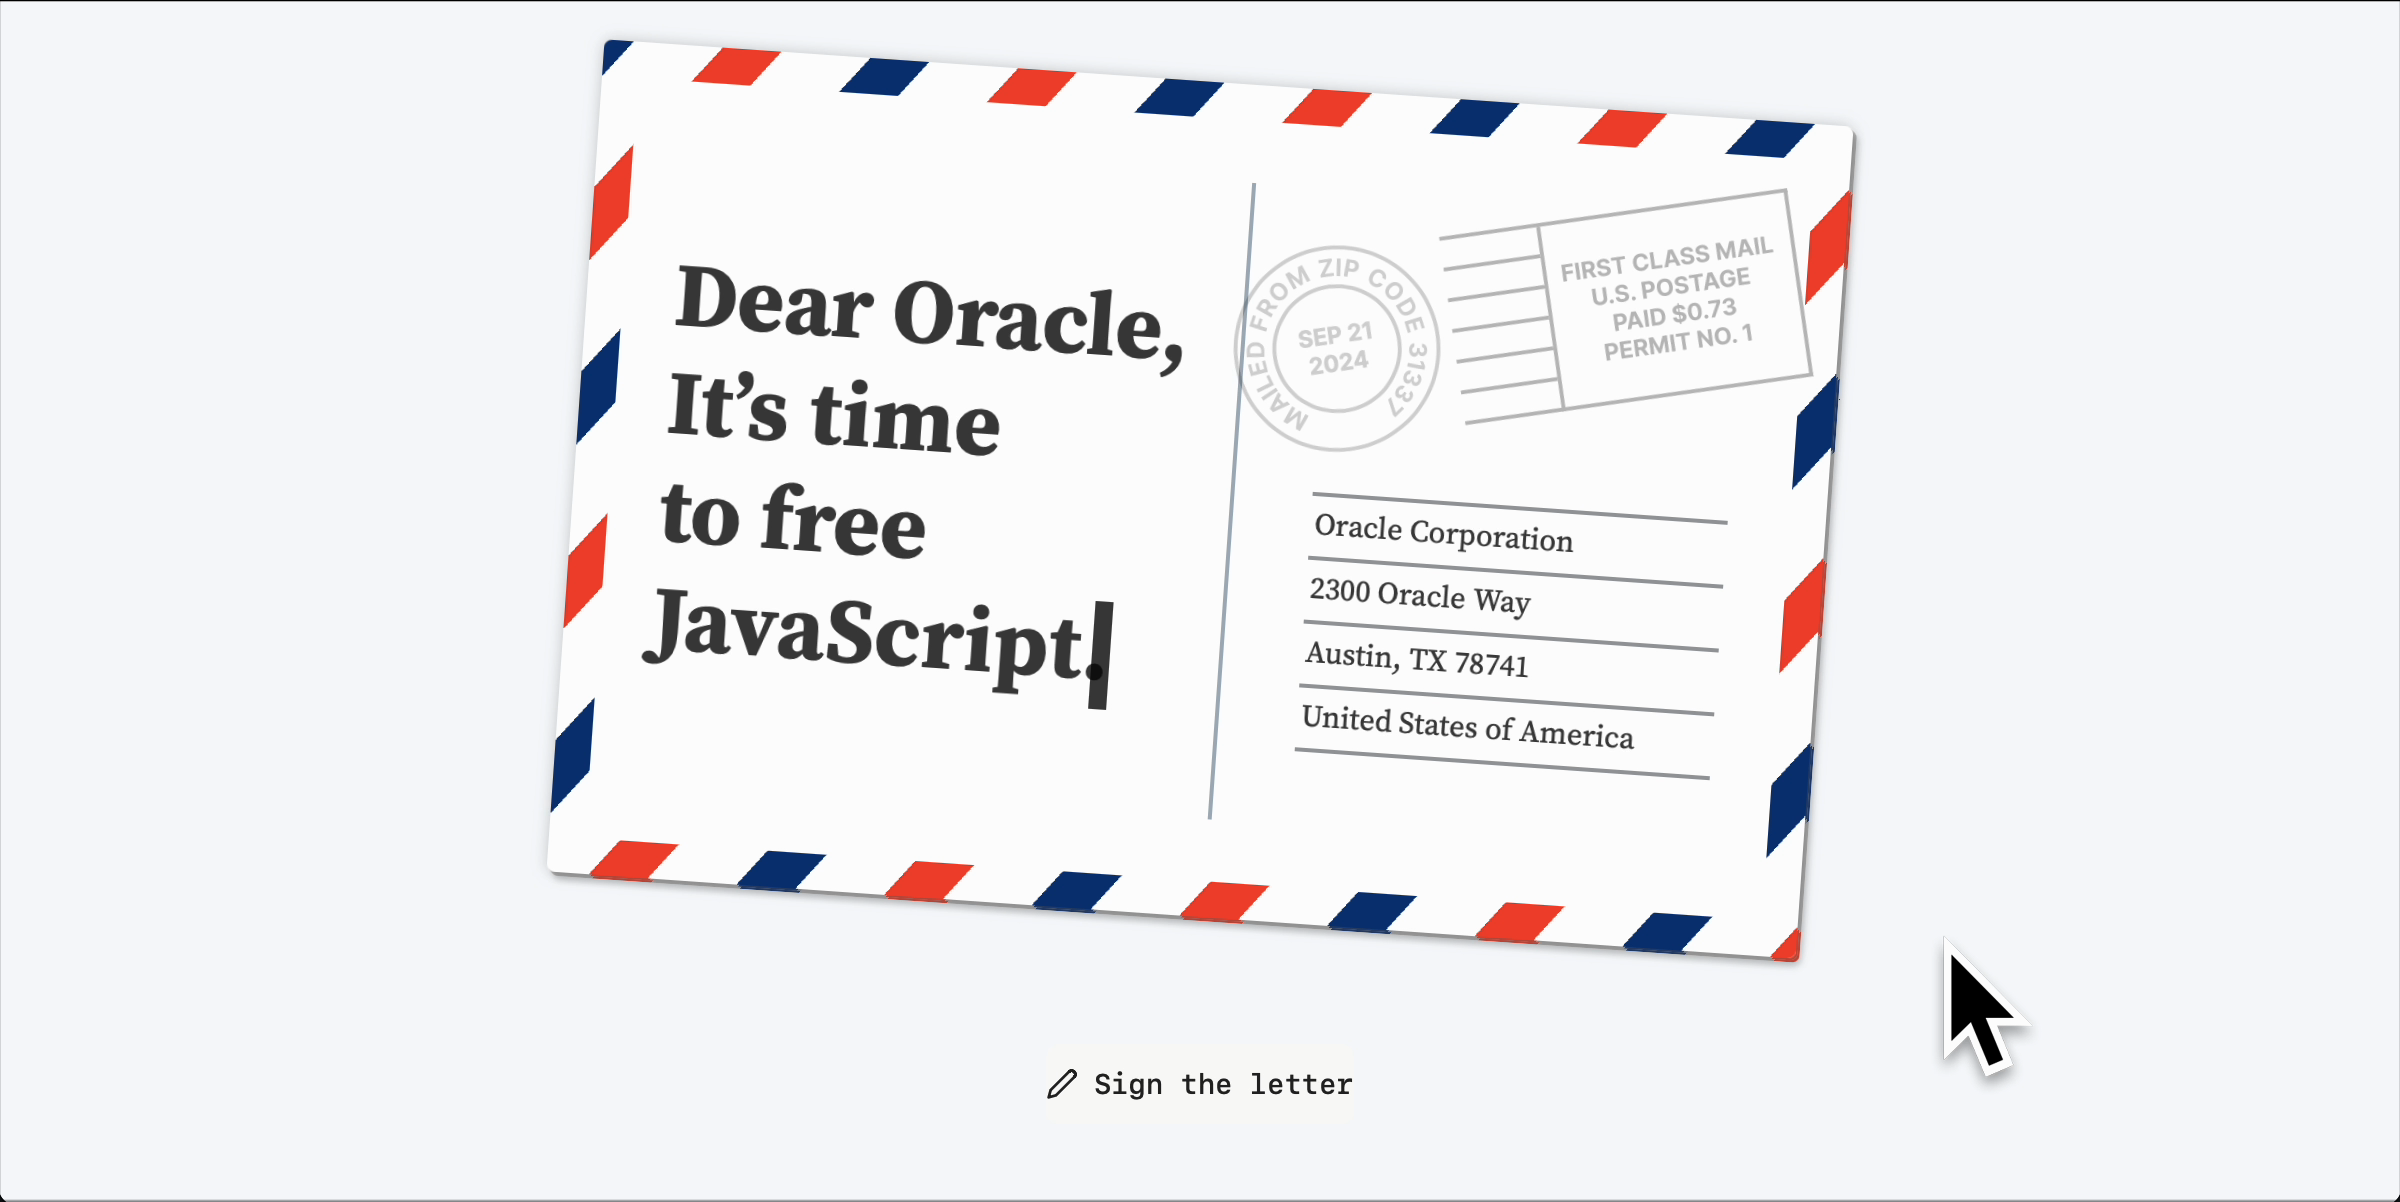 Dear Oracle,
It’s time
to free
JavaScript.
MAILED FROM ZIP CODE 31337
SEP 21
2024
FIRST CLASS MAIL
U.S. POSTAGE
PAID $0.73
PERMIT NO. 1
Oracle Corporation
2300 Oracle Way
Austin, TX 78741
United States of America
Sign the letter